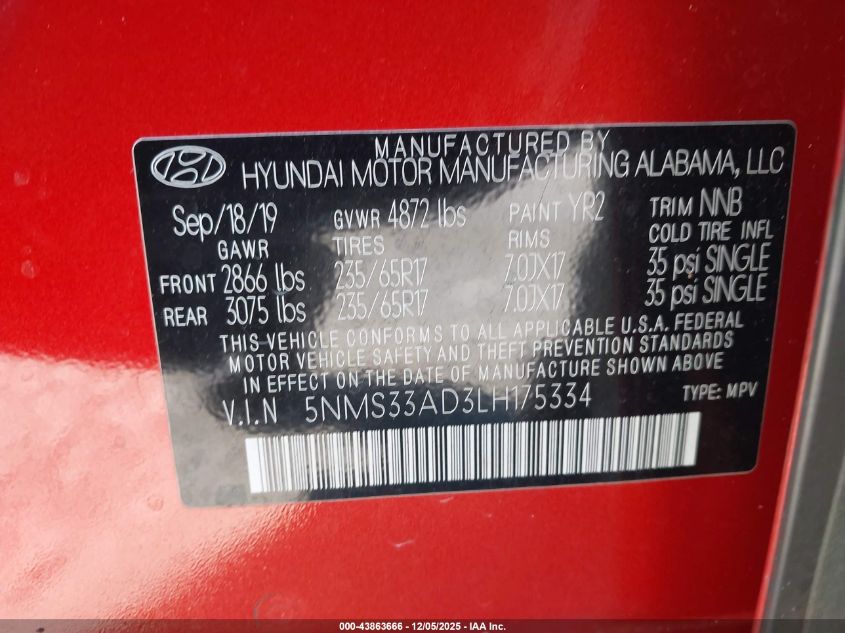 MANUFACTURED BY
HYUNDAI MOTOR MANUFACTURING ALABAMA, LLC
Sep/18/19 GVWR 4872 lbs PAINT YR2 TRIM NNB
GAWR TIRES RIMS COLD TIRE INFL
FRONT 2866 lbs 235/65R17 7.0JX17 35 psi SINGLE
REAR 3075 lbs 235/65R17 7.0JX17 35 psi SINGLE
THIS VEHICLE CONFORMS TO ALL APPLICABLE U.S.A. FEDERAL
MOTOR VEHICLE SAFETY AND THEFT PREVENTION STANDARDS
IN EFFECT ON THE DATE OF MANUFACTURE SHOWN ABOVE
V.I.N 5NMS33AD3LH175334 TYPE: MPV
000-43863666 - 12/05/2025 - IAA Inc.